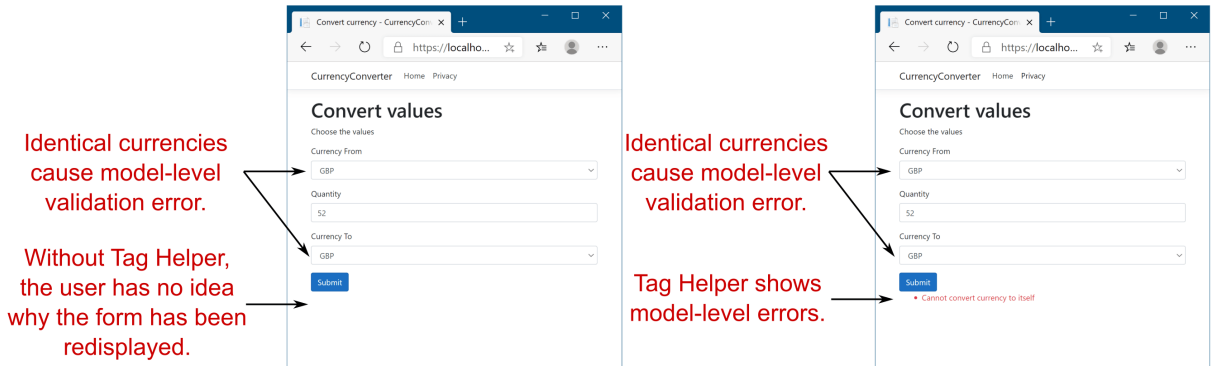 Convert currency - CurrencyCon
https://localho...
CurrencyConverter Home Privacy
Convert values
Choose the values
Currency From
GBP
Quantity
52
Currency To
GBP
Submit
Identical currencies
cause model-level
validation error.
Without Tag Helper,
the user has no idea
why the form has been
redisplayed.
Convert currency - CurrencyCon
https://localho...
CurrencyConverter Home Privacy
Convert values
Choose the values
Currency From
GBP
Quantity
52
Currency To
GBP
Submit
• Cannot convert currency to itself
Identical currencies
cause model-level
validation error.
Tag Helper shows
model-level errors.